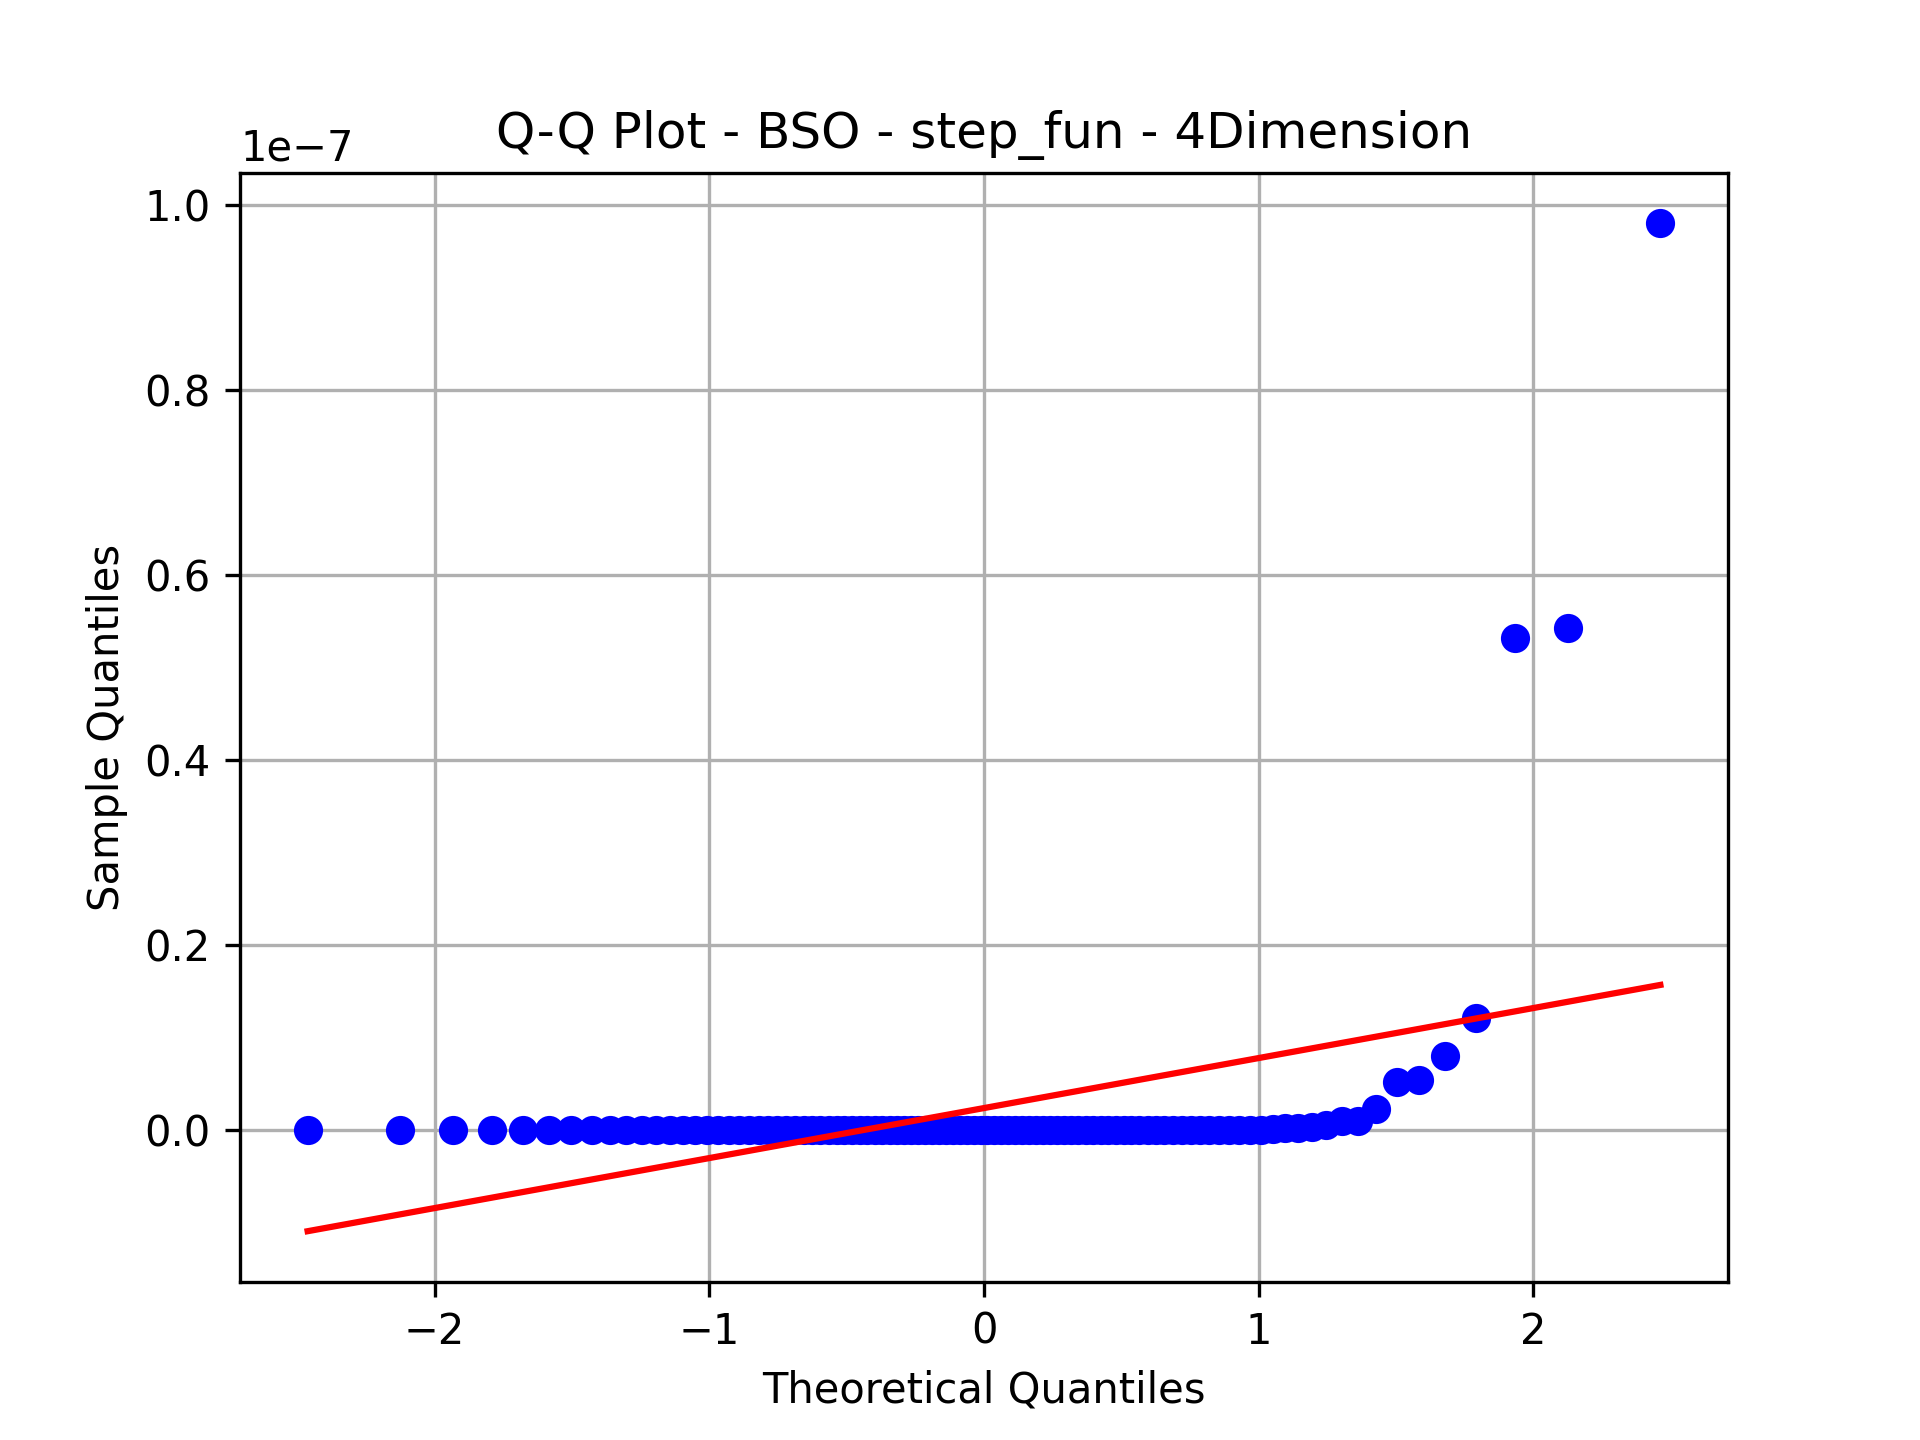 Q-Q Plot - BSO - step_fun - 4Dimension
1e−7
1.0
0.8
0.6
0.4
0.2
0.0
Sample Quantiles
−2
−1
0
1
2
Theoretical Quantiles